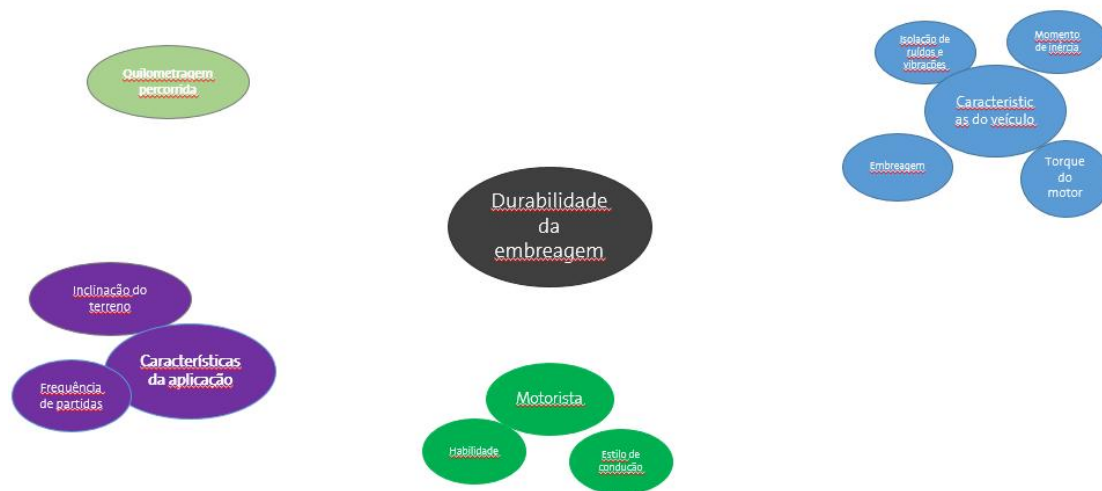 Quilometragem
percorrida
Isolação de
ruídos e
vibrações
Momento
de inércia
Caracteristic
as do veículo
Embreagem
Torque
do
motor
Durabilidade
da
embreagem
Inclinação do
terreno
Características
da aplicação
Frequência
de partidas
Motorista
Habilidade
Estilo de
condução